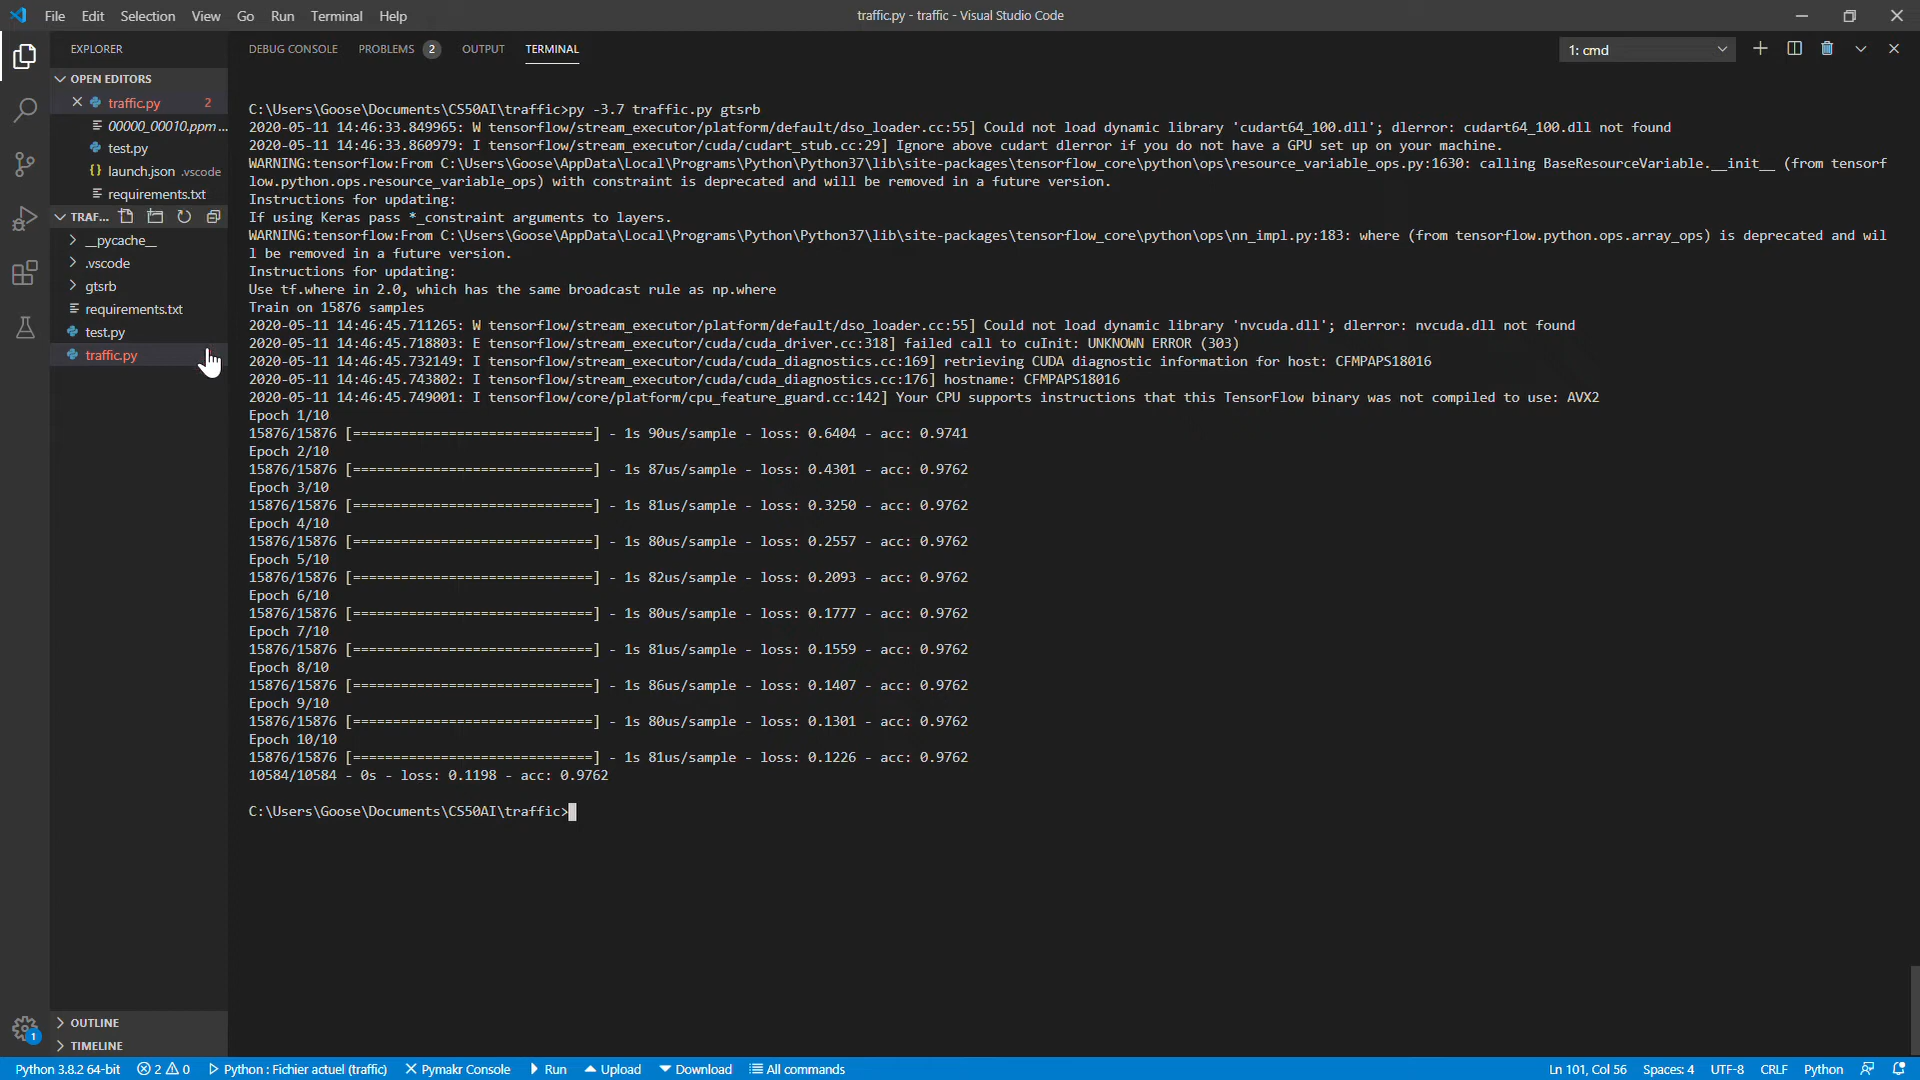 File Edit Selection View Go Run Terminal Help
traffic.py - traffic - Visual Studio Code
EXPLORER
OPEN EDITORS
traffic.py 2
00000_00010.ppm ...
test.py
launch.json .vscode
requirements.txt
TRAF...
__pycache__
.vscode
gtsrb
requirements.txt
test.py
traffic.py
OUTLINE
TIMELINE
DEBUG CONSOLE PROBLEMS 2 OUTPUT TERMINAL
1: cmd
C:\Users\Goose\Documents\CS50AI\traffic>py -3.7 traffic.py gtsrb
2020-05-11 14:46:33.849965: W tensorflow/stream_executor/platform/default/dso_loader.cc:55] Could not load dynamic library 'cudart64_100.dll'; dlerror: cudart64_100.dll not found
2020-05-11 14:46:33.860979: I tensorflow/stream_executor/cuda/cudart_stub.cc:29] Ignore above cudart dlerror if you do not have a GPU set up on your machine.
WARNING:tensorflow:From C:\Users\Goose\AppData\Local\Programs\Python\Python37\lib\site-packages\tensorflow_core\python\ops\resource_variable_ops.py:1630: calling BaseResourceVariable.__init__ (from tensorf
low.python.ops.resource_variable_ops) with constraint is deprecated and will be removed in a future version.
Instructions for updating:
If using Keras pass *_constraint arguments to layers.
WARNING:tensorflow:From C:\Users\Goose\AppData\Local\Programs\Python\Python37\lib\site-packages\tensorflow_core\python\ops\nn_impl.py:183: where (from tensorflow.python.ops.array_ops) is deprecated and wil
l be removed in a future version.
Instructions for updating:
Use tf.where in 2.0, which has the same broadcast rule as np.where
Train on 15876 samples
2020-05-11 14:46:45.711265: W tensorflow/stream_executor/platform/default/dso_loader.cc:55] Could not load dynamic library 'nvcuda.dll'; dlerror: nvcuda.dll not found
2020-05-11 14:46:45.718803: E tensorflow/stream_executor/cuda/cuda_driver.cc:318] failed call to cuInit: UNKNOWN ERROR (303)
2020-05-11 14:46:45.732149: I tensorflow/stream_executor/cuda/cuda_diagnostics.cc:169] retrieving CUDA diagnostic information for host: CFMPAPS18016
2020-05-11 14:46:45.743802: I tensorflow/stream_executor/cuda/cuda_diagnostics.cc:176] hostname: CFMPAPS18016
2020-05-11 14:46:45.749001: I tensorflow/core/platform/cpu_feature_guard.cc:142] Your CPU supports instructions that this TensorFlow binary was not compiled to use: AVX2
Epoch 1/10
15876/15876 [==============================] - 1s 90us/sample - loss: 0.6404 - acc: 0.9741
Epoch 2/10
15876/15876 [==============================] - 1s 87us/sample - loss: 0.4301 - acc: 0.9762
Epoch 3/10
15876/15876 [==============================] - 1s 81us/sample - loss: 0.3250 - acc: 0.9762
Epoch 4/10
15876/15876 [==============================] - 1s 80us/sample - loss: 0.2557 - acc: 0.9762
Epoch 5/10
15876/15876 [==============================] - 1s 82us/sample - loss: 0.2093 - acc: 0.9762
Epoch 6/10
15876/15876 [==============================] - 1s 80us/sample - loss: 0.1777 - acc: 0.9762
Epoch 7/10
15876/15876 [==============================] - 1s 81us/sample - loss: 0.1559 - acc: 0.9762
Epoch 8/10
15876/15876 [==============================] - 1s 86us/sample - loss: 0.1407 - acc: 0.9762
Epoch 9/10
15876/15876 [==============================] - 1s 80us/sample - loss: 0.1301 - acc: 0.9762
Epoch 10/10
15876/15876 [==============================] - 1s 81us/sample - loss: 0.1226 - acc: 0.9762
10584/10584 - 0s - loss: 0.1198 - acc: 0.9762
C:\Users\Goose\Documents\CS50AI\traffic>
1
Python 3.8.2 64-bit 2 0 Python : Fichier actuel (traffic) Pymakr Console Run Upload Download All commands Ln 101, Col 56 Spaces: 4 UTF-8 CRLF Python